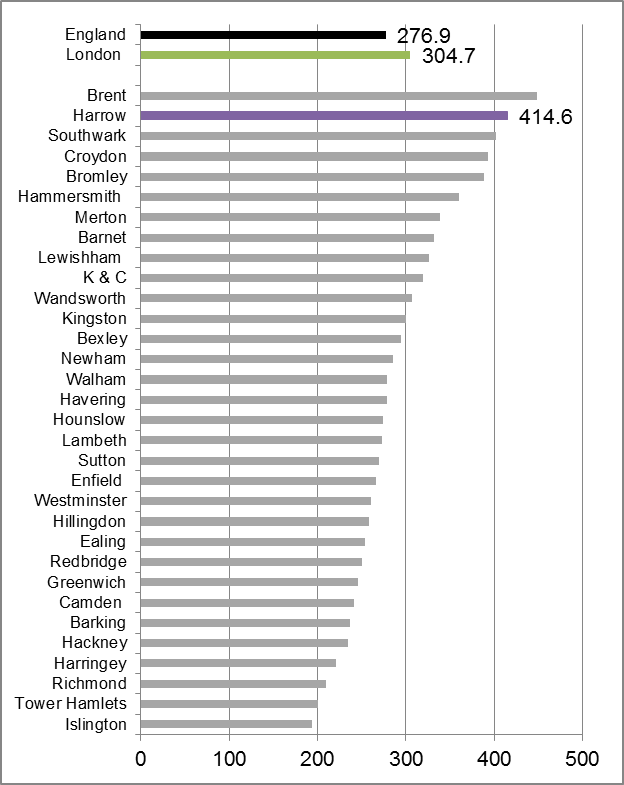 England 276.9
London 304.7
Brent
Harrow 414.6
Southwark
Croydon
Bromley
Hammersmith
Merton
Barnet
Lewishham
K & C
Wandsworth
Kingston
Bexley
Newham
Walham
Havering
Hounslow
Lambeth
Sutton
Enfield
Westminster
Hillingdon
Ealing
Redbridge
Greenwich
Camden
Barking
Hackney
Harringey
Richmond
Tower Hamlets
Islington
0 100 200 300 400 500